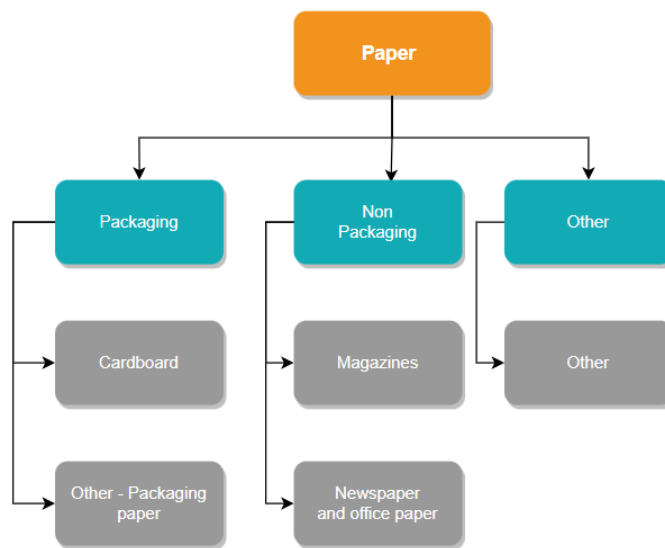 Paper
Packaging
Non
Packaging
Other
Cardboard
Magazines
Other
Other - Packaging
paper
Newspaper
and office paper